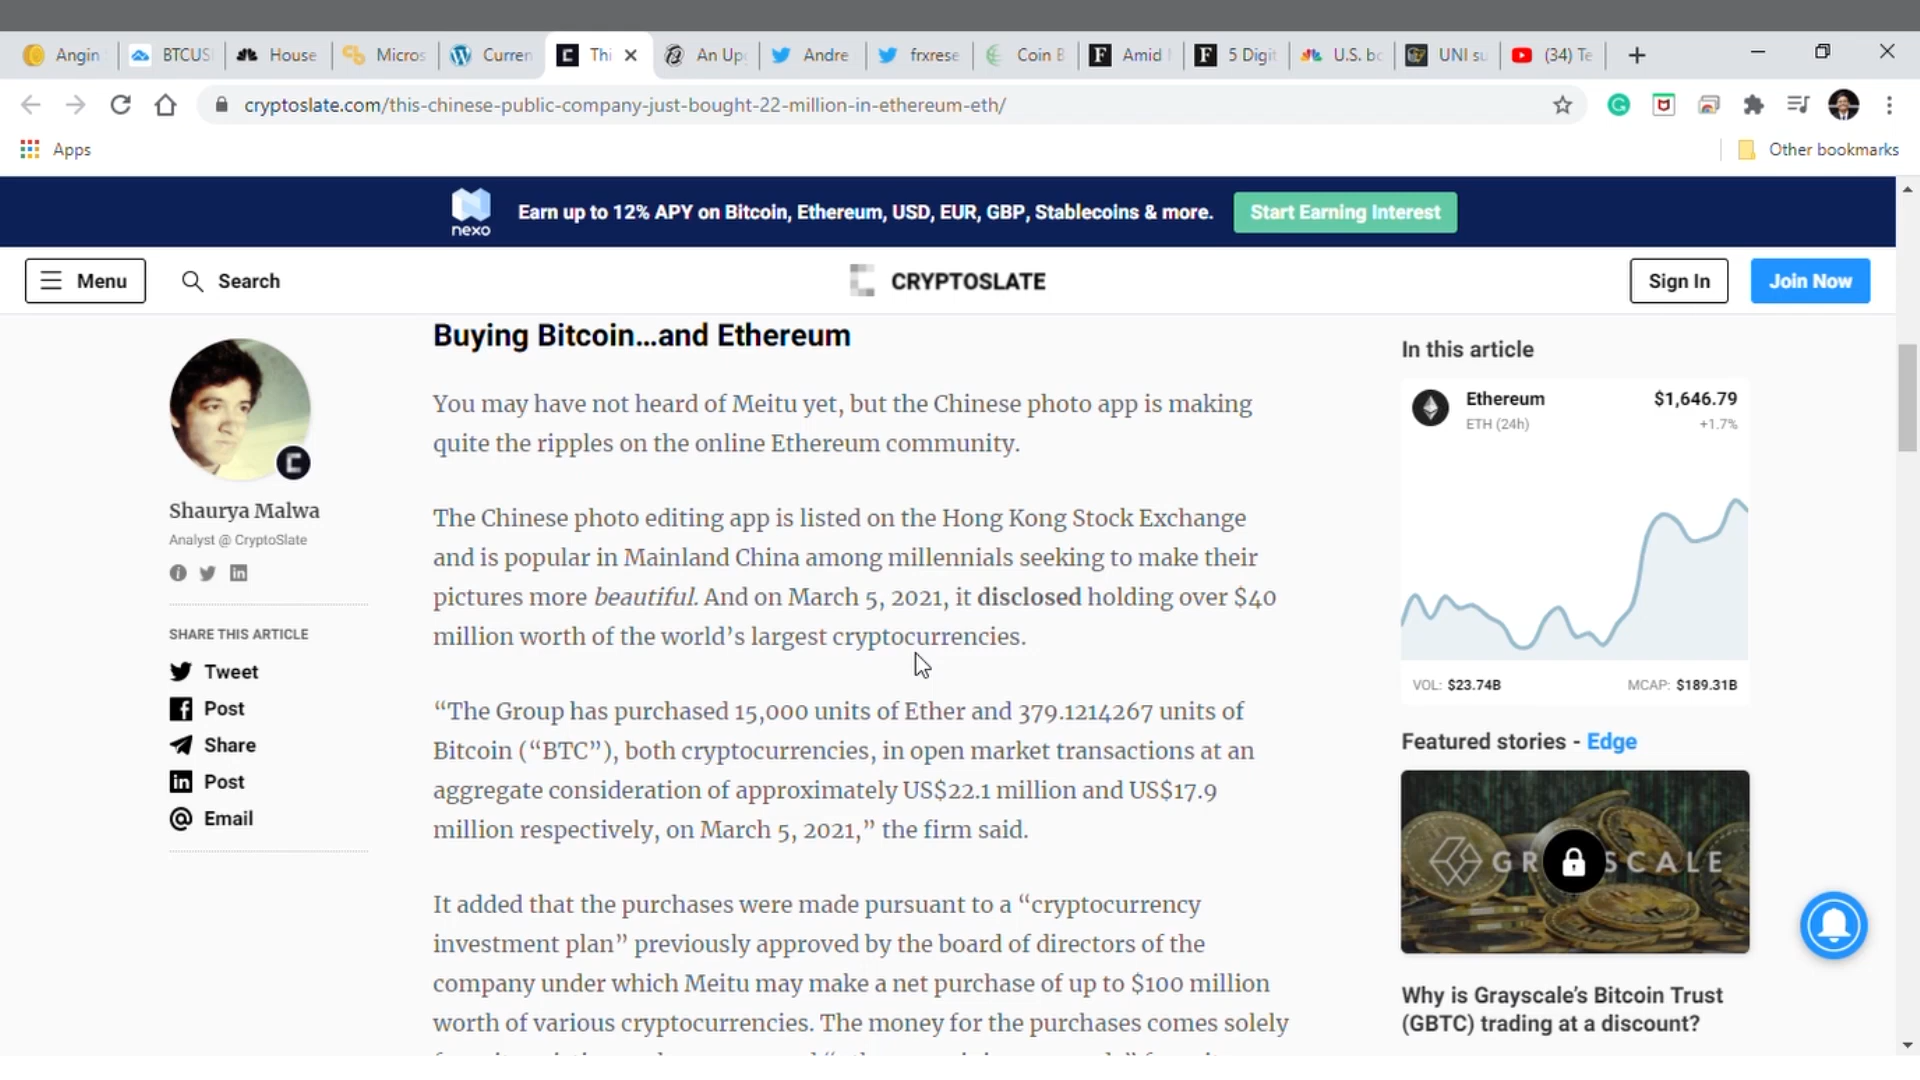 Angin
BTCUS
House
Micros
Curren
Thi
An Up
Andre
frxrese
Coin B
Amid
5 Digit
U.S. bo
UNI su
(34) Te
cryptoslate.com/this-chinese-public-company-just-bought-22-million-in-ethereum-eth/
Apps
Other bookmarks
nexo
Earn up to 12% APY on Bitcoin, Ethereum, USD, EUR, GBP, Stablecoins & more.
Start Earning Interest
Menu
Search
CRYPTOSLATE
Sign In
Join Now
Shaurya Malwa
Analyst @ CryptoSlate
SHARE THIS ARTICLE
Tweet
Post
Share
Post
Email
Buying Bitcoin…and Ethereum
You may have not heard of Meitu yet, but the Chinese photo app is making
quite the ripples on the online Ethereum community.
The Chinese photo editing app is listed on the Hong Kong Stock Exchange
and is popular in Mainland China among millennials seeking to make their
pictures more beautiful. And on March 5, 2021, it disclosed holding over $40
million worth of the world’s largest cryptocurrencies.
“The Group has purchased 15,000 units of Ether and 379.1214267 units of
Bitcoin (“BTC”), both cryptocurrencies, in open market transactions at an
aggregate consideration of approximately US$22.1 million and US$17.9
million respectively, on March 5, 2021,” the firm said.
It added that the purchases were made pursuant to a “cryptocurrency
investment plan” previously approved by the board of directors of the
company under which Meitu may make a net purchase of up to $100 million
worth of various cryptocurrencies. The money for the purchases comes solely
In this article
Ethereum
$1,646.79
ETH (24h)
+1.7%
VOL: $23.74B
MCAP: $189.31B
Featured stories - Edge
GR SCALE
Why is Grayscale’s Bitcoin Trust
(GBTC) trading at a discount?